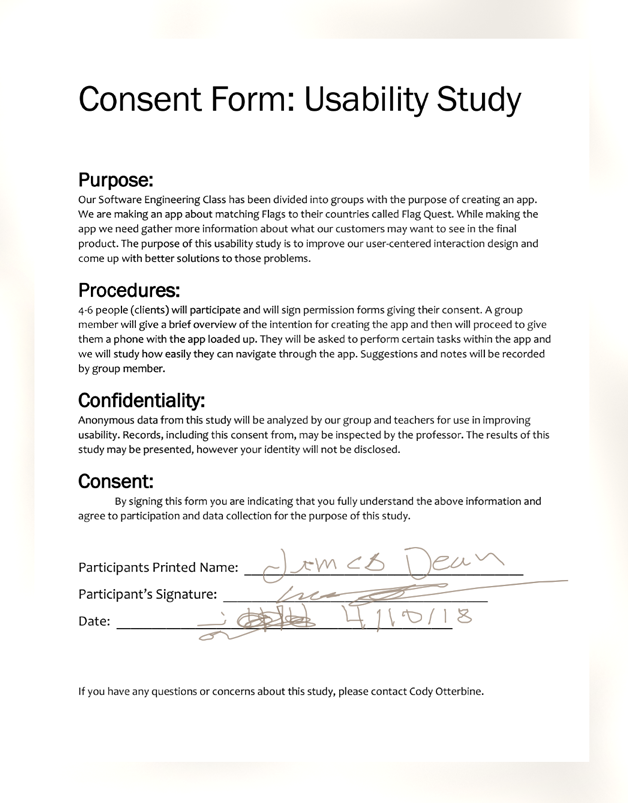 Consent Form: Usability Study
Purpose:
Our Software Engineering Class has been divided into groups with the purpose of creating an app.
We are making an app about matching Flags to their countries called Flag Quest. While making the
app we need gather more information about what our customers may want to see in the final
product. The purpose of this usability study is to improve our user-centered interaction design and
come up with better solutions to those problems.
Procedures:
4-6 people (clients) will participate and will sign permission forms giving their consent. A group
member will give a brief overview of the intention for creating the app and then will proceed to give
them a phone with the app loaded up. They will be asked to perform certain tasks within the app and
we will study how easily they can navigate through the app. Suggestions and notes will be recorded
by group member.
Confidentiality:
Anonymous data from this study will be analyzed by our group and teachers for use in improving
usability. Records, including this consent from, may be inspected by the professor. The results of this
study may be presented, however your identity will not be disclosed.
Consent:
By signing this form you are indicating that you fully understand the above information and
agree to participation and data collection for the purpose of this study.
Participants Printed Name: James Dean
Participant's Signature:
Date: 4/10/18
If you have any questions or concerns about this study, please contact Cody Otterbine.